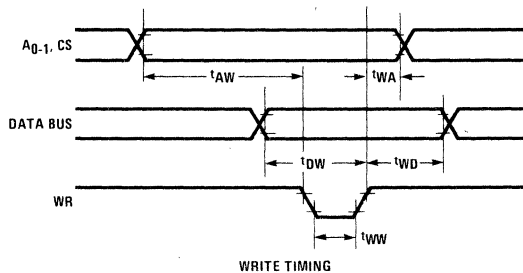 A0-1, CS
tAW
tWA
DATA BUS
tDW
tWD
WR
tWW
WRITE TIMING